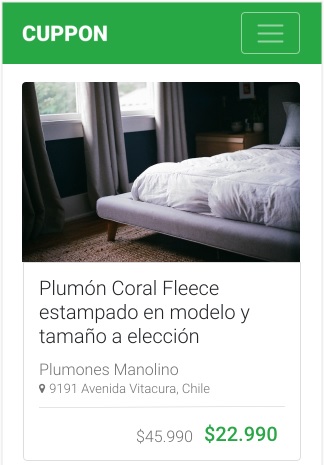 CUPPON
Plumón Coral Fleece
estampado en modelo y
tamaño a elección
Plumones Manolino
9191 Avenida Vitacura, Chile
$45.990 $22.990